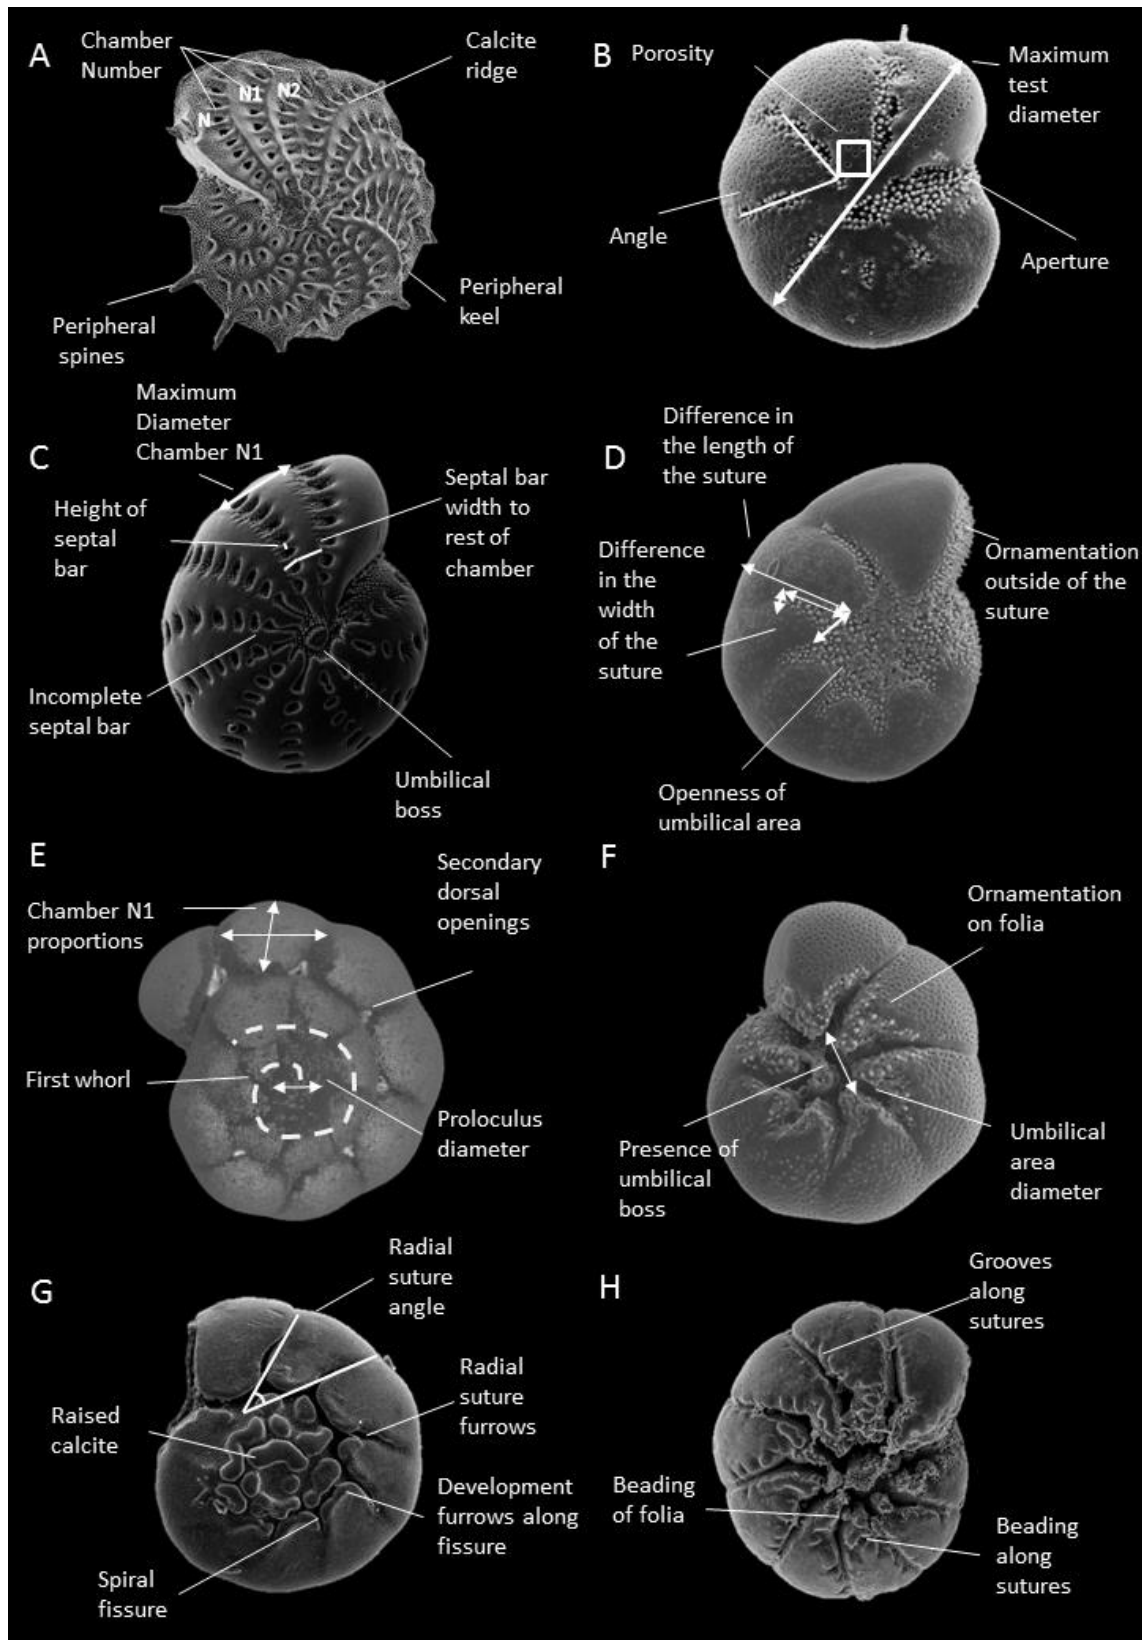 A
Chamber
Number
Calcite
ridge
N
N1
N2
Peripheral
spines
Peripheral
keel
B
Porosity
Maximum
test
diameter
Angle
Aperture
C
Maximum
Diameter
Chamber N1
Height of
septal
bar
Septal bar
width to
rest of
chamber
Incomplete
septal bar
Umbilical
boss
D
Difference in
the length of
the suture
Difference
in the
width
of the
suture
Ornamentation
outside of the
suture
Openness of
umbilical area
E
Chamber N1
proportions
Secondary
dorsal
openings
First whorl
Proloculus
diameter
F
Ornamentation
on folia
Presence of
umbilical
boss
Umbilical
area
diameter
G
Radial
suture
angle
Radial
suture
furrows
Raised
calcite
Development
furrows along
fissure
Spiral
fissure
H
Grooves
along
sutures
Beading
of folia
Beading
along
sutures